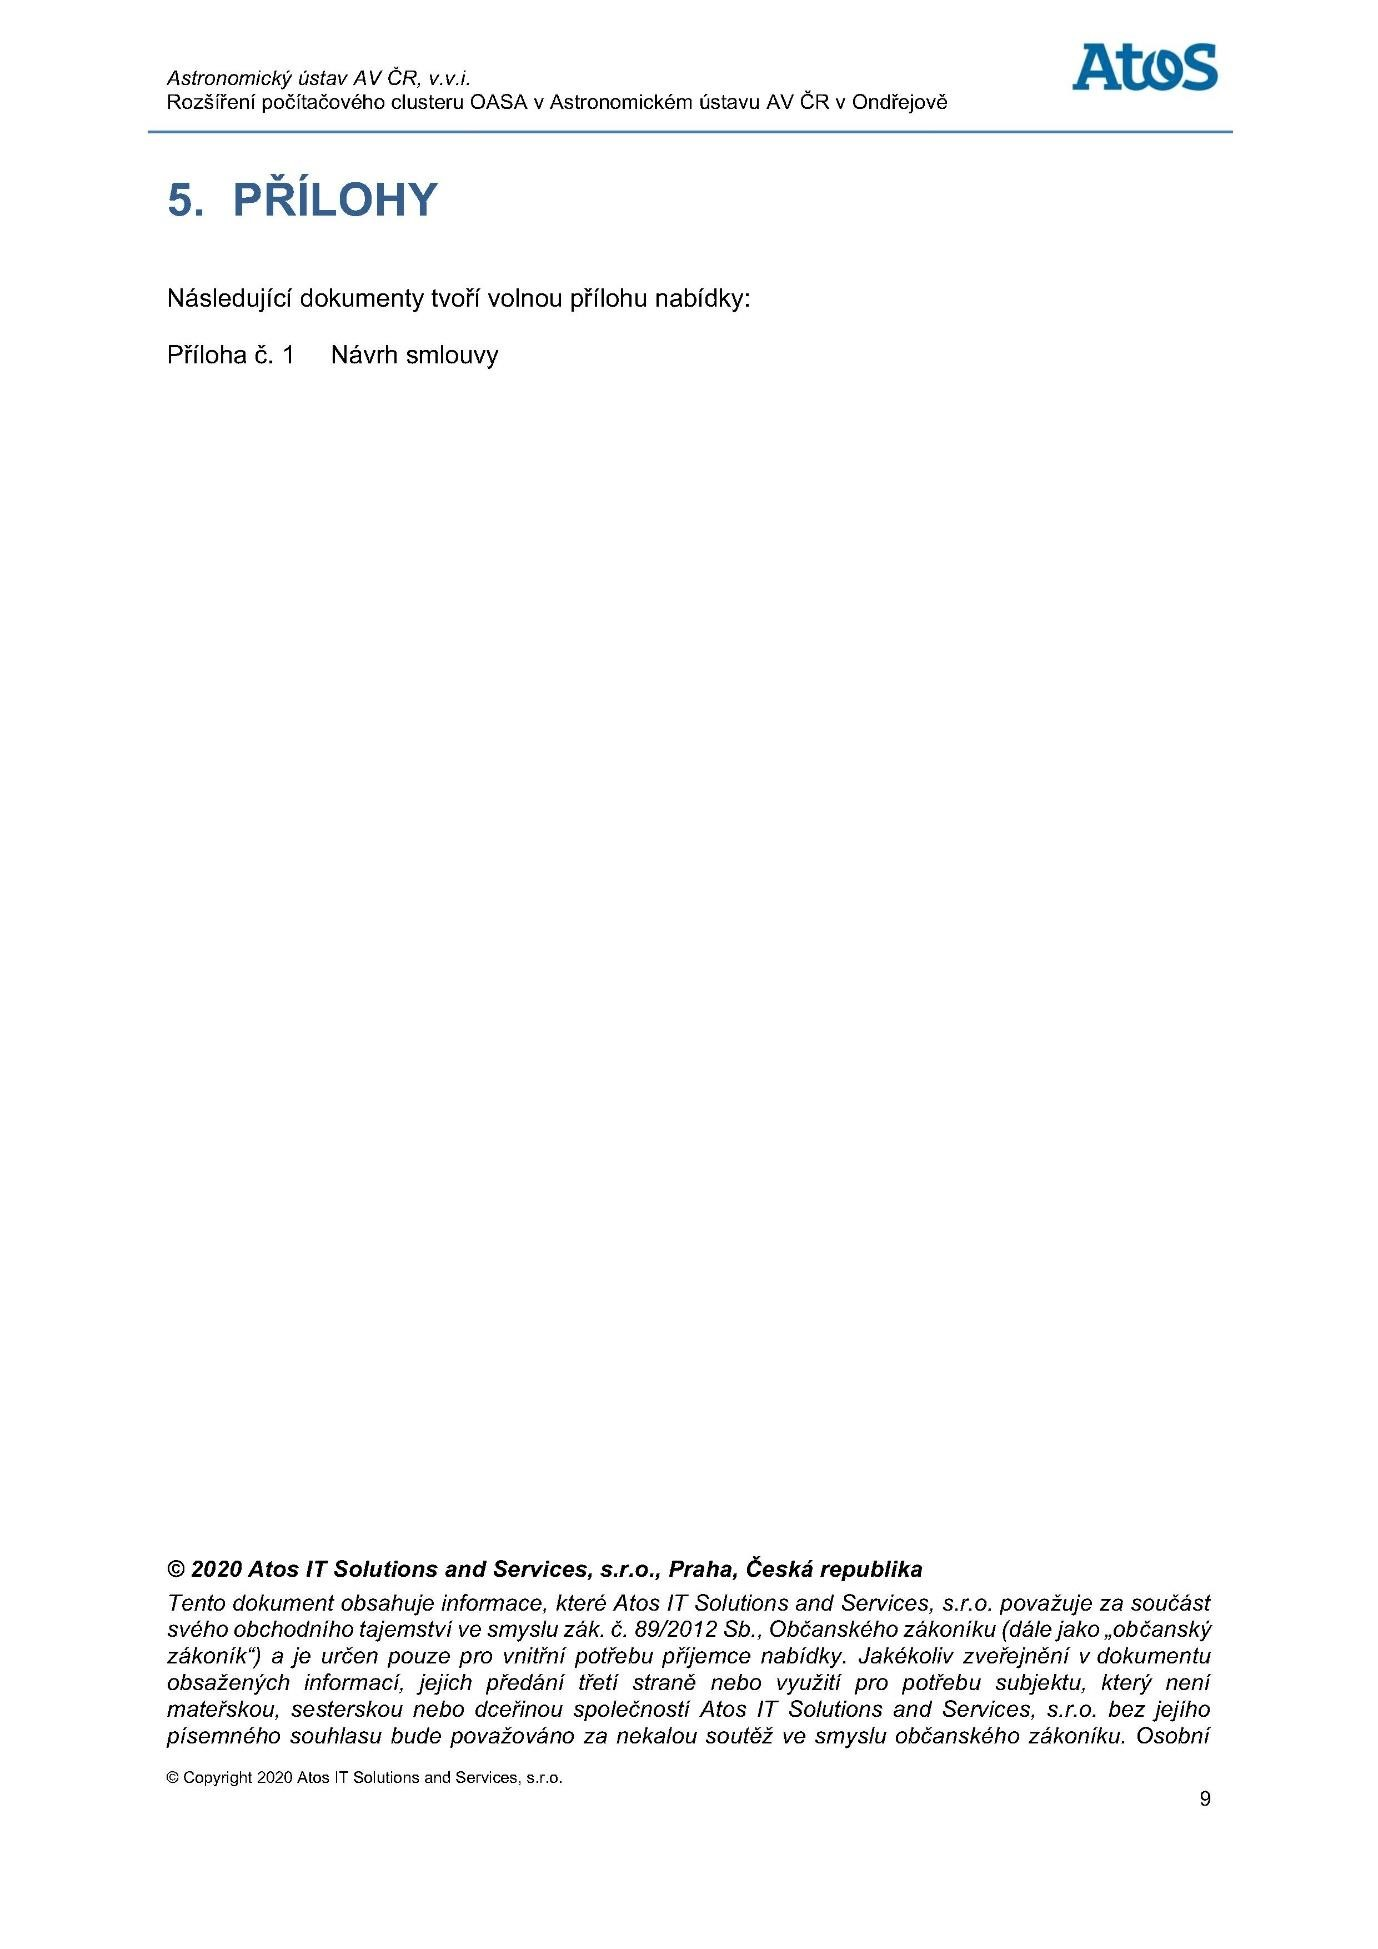 Astronomický ústav AV ČR, v.v.i.
Rozšíření počítačového clusteru OASA v Astronomickém ústavu AV ČR v Ondřejově
Atos
5. PŘÍLOHY
Následující dokumenty tvoří volnou přílohu nabídky:
Příloha č. 1 Návrh smlouvy
© 2020 Atos IT Solutions and Services, s.r.o., Praha, Česká republika
Tento dokument obsahuje informace, které Atos IT Solutions and Services, s.r.o. považuje za součást
svého obchodního tajemství ve smyslu zák. č. 89/2012 Sb., Občanského zákoníku (dále jako „občanský
zákoník“) a je určen pouze pro vnitřní potřebu příjemce nabídky. Jakékoliv zveřejnění v dokumentu
obsažených informací, jejich předání třetí straně nebo využití pro potřebu subjektu, který není
mateřskou, sesterskou nebo dceřinou společností Atos IT Solutions and Services, s.r.o. bez jejího
písemného souhlasu bude považováno za nekalou soutěž ve smyslu občanského zákoníku. Osobní
© Copyright 2020 Atos IT Solutions and Services, s.r.o.
9